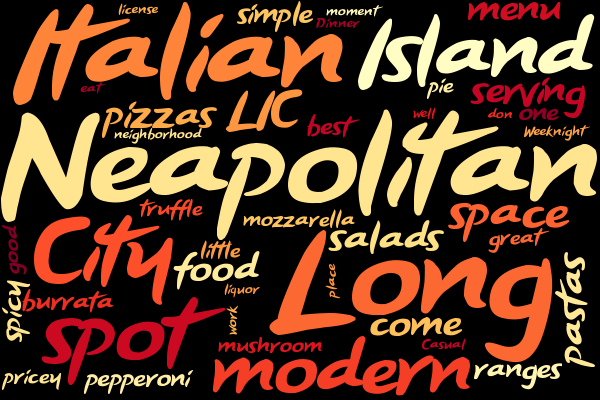 license
simple
moment
Dinner
menu
Italian
Island
eat
pie
serving
pizzas
LIC
best
well
don
one
neighborhood
Weeknight
Neapolitan
truffle
mozzarella
space
good
City
little
salads
great
food
Long
place
liquor
spicy
burrata
pastas
spot
work
come
mushroom
Casual
pricey
pepperoni
modern
ranges